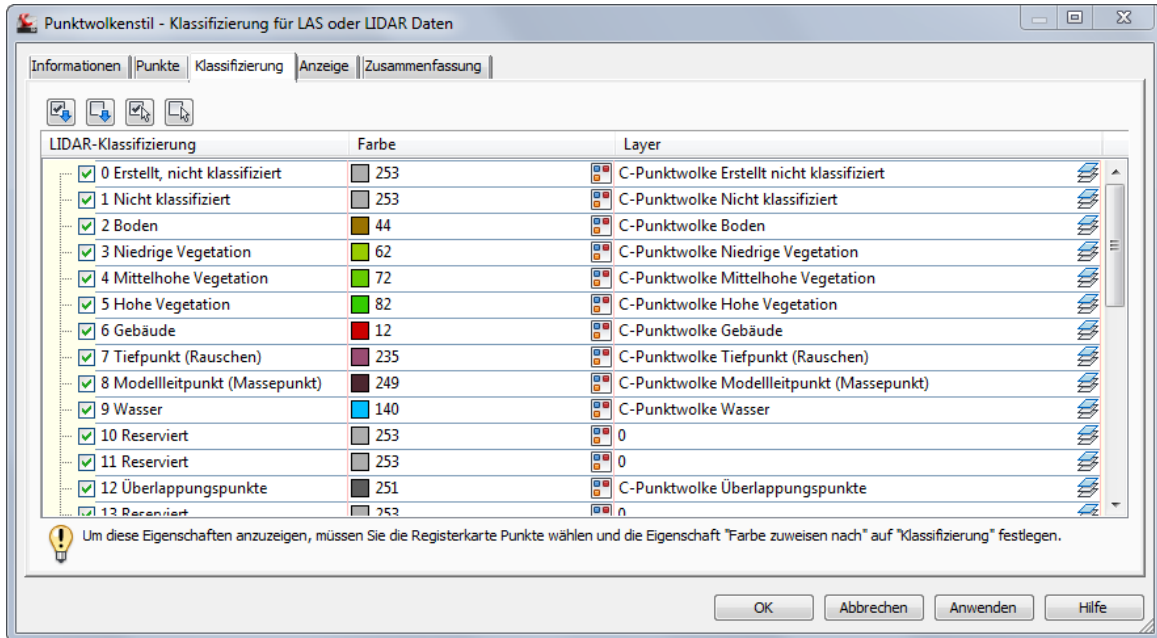 Punktwolkenstil - Klassifizierung für LAS oder LIDAR Daten
Informationen Punkte Klassifizierung Anzeige Zusammenfassung
LIDAR-Klassifizierung Farbe Layer
0 Erstellt, nicht klassifiziert 253 C-Punktwolke Erstellt nicht klassifiziert
1 Nicht klassifiziert 253 C-Punktwolke Nicht klassifiziert
2 Boden 44 C-Punktwolke Boden
3 Niedrige Vegetation 62 C-Punktwolke Niedrige Vegetation
4 Mittelhohe Vegetation 72 C-Punktwolke Mittelhohe Vegetation
5 Hohe Vegetation 82 C-Punktwolke Hohe Vegetation
6 Gebäude 12 C-Punktwolke Gebäude
7 Tiefpunkt (Rauschen) 235 C-Punktwolke Tiefpunkt (Rauschen)
8 Modellleitpunkt (Massepunkt) 249 C-Punktwolke Modellleitpunkt (Massepunkt)
9 Wasser 140 C-Punktwolke Wasser
10 Reserviert 253 0
11 Reserviert 253 0
12 Überlappungspunkte 251 C-Punktwolke Überlappungspunkte
13 Reserviert 253 0
Um diese Eigenschaften anzuzeigen, müssen Sie die Registerkarte Punkte wählen und die Eigenschaft "Farbe zuweisen nach" auf "Klassifizierung" festlegen.
OK Abbrechen Anwenden Hilfe